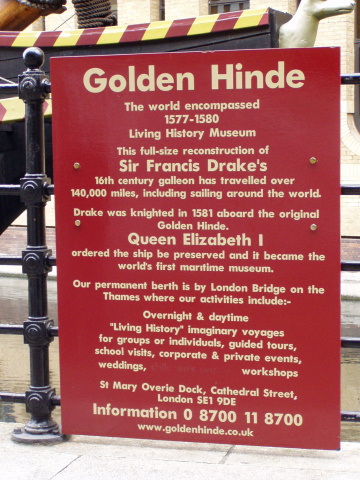 Golden Hinde
The world encompassed
1577-1580
Living History Museum
This full-size reconstruction of
Sir Francis Drake's
16th century galleon has travelled over
140,000 miles, including sailing around the world.
Drake was knighted in 1581 aboard the original
Golden Hinde.
Queen Elizabeth I
ordered the ship be preserved and it became the
world's first maritime museum.
Our permanent berth is by London Bridge on the
Thames where our activities include:-
Overnight & daytime
"Living History" imaginary voyages
for groups or individuals, guided tours,
school visits, corporate & private events,
weddings, workshops
St Mary Overie Dock, Cathedral Street,
London SE1 9DE
Information 0 8700 11 8700
www.goldenhinde.co.uk